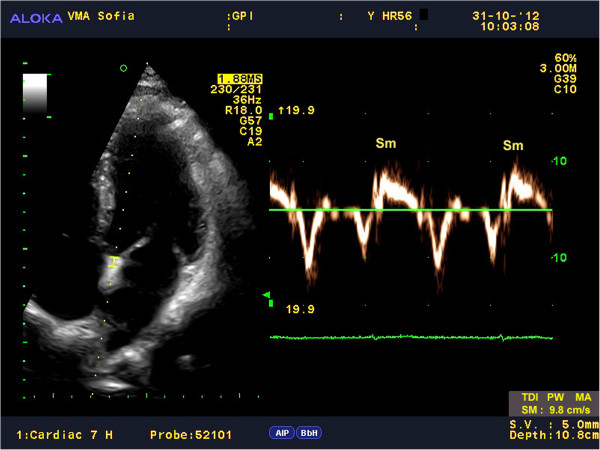 ALOKA VMA Sofia :GPI : Y HR56 31-10-'12
: : 10:03:08
1.88MS
230/231
36Hz
R18.0
G57
C19
A2
60%
3.00M
G39
C10
↑19.9
Sm
Sm
-10
-10
19.9
TDI PW MA
SM : 9.8 cm/s
S.V. : 5.0mm
Depth:10.8cm
1:Cardiac 7 H Probe:52101 AIP BbH